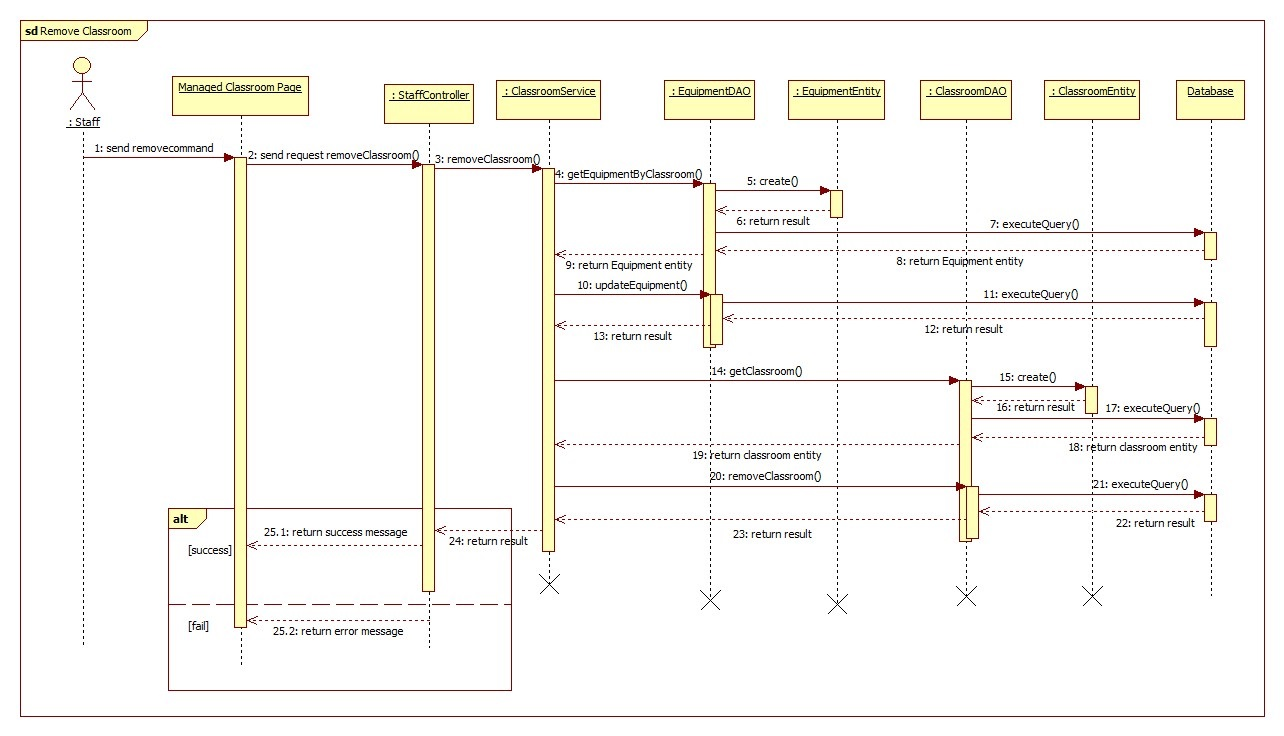 sd Remove Classroom
: Staff
Managed Classroom Page
: StaffController
: ClassroomService
: EquipmentDAO
: EquipmentEntity
: ClassroomDAO
: ClassroomEntity
Database
1: send removecommand
2: send request removeClassroom()
3: removeClassroom()
4: getEquipmentByClassroom()
5: create()
6: return result
7: executeQuery()
8: return Equipment entity
9: return Equipment entity
10: updateEquipment()
11: executeQuery()
12: return result
13: return result
14: getClassroom()
15: create()
16: return result
17: executeQuery()
18: return classroom entity
19: return classroom entity
20: removeClassroom()
21: executeQuery()
22: return result
23: return result
24: return result
alt
25.1: return success message
[success]
[fail]
25.2: return error message